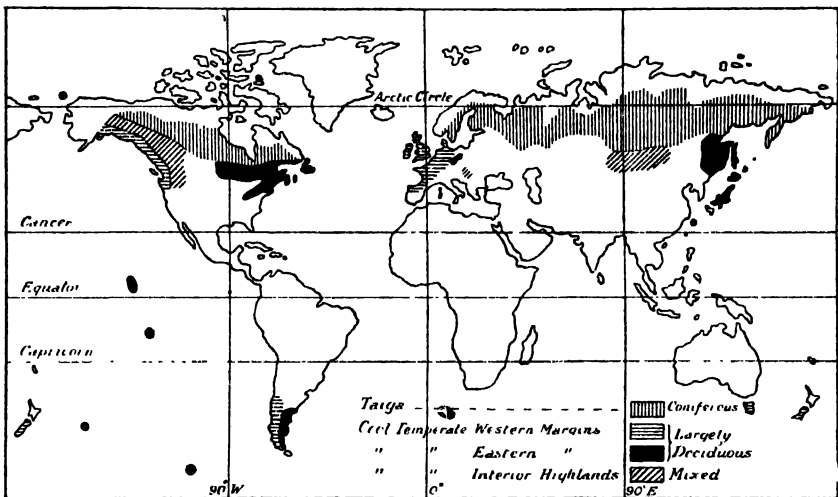 Arctic Circle
Cancer
Equator
Capricorn
Taiga - - - - - - - - - - - - - - Coniferous
Cool Temperate Western Margins Largely
" " Eastern " Deciduous
" " Interior Highlands Mixed
90°W 0° 90°E